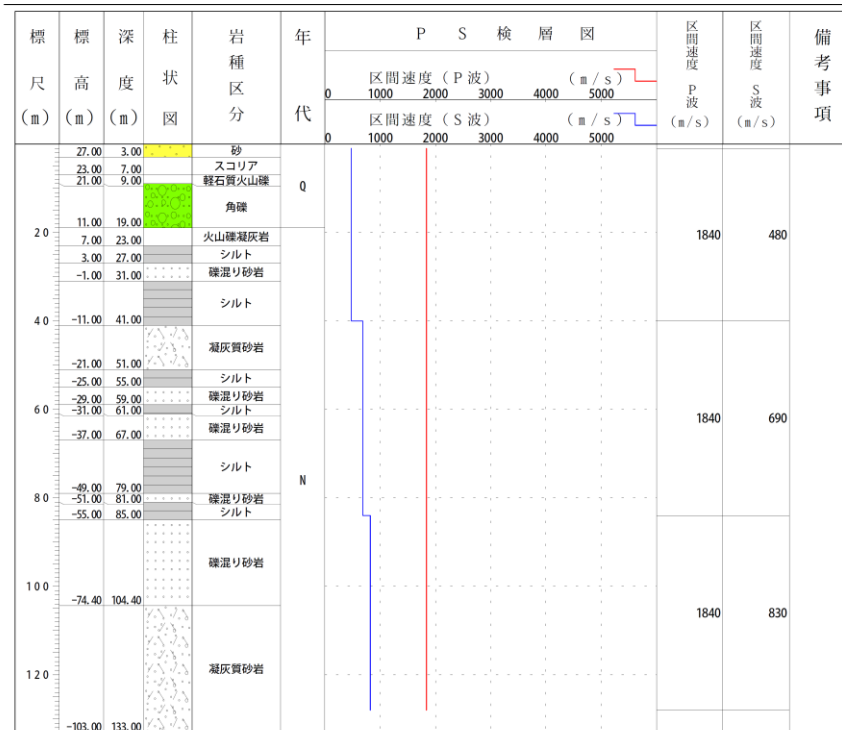 標尺(m) 標高(m) 深度(m) 柱状図 岩種区分 年代 PS検層図 区間速度 P波 (m/s) 区間速度 S波 (m/s) 備考事項
区間速度(P波) (m/s)
0 1000 2000 3000 4000 5000
区間速度(S波) (m/s)
0 1000 2000 3000 4000 5000
27.00 3.00 砂
23.00 7.00 スコリア
21.00 9.00 軽石質火山礫
Q
11.00 19.00 角礫
20
7.00 23.00 火山礫凝灰岩
1840 480
3.00 27.00 シルト
-1.00 31.00 礫混り砂岩
-11.00 41.00 シルト
40
-21.00 51.00 凝灰質砂岩
-25.00 55.00 シルト
-29.00 59.00 礫混り砂岩
60
-31.00 61.00 シルト
1840 690
-37.00 67.00 礫混り砂岩
-49.00 79.00 シルト
N
80
-51.00 81.00 礫混り砂岩
-55.00 85.00 シルト
-74.40 104.40 礫混り砂岩
100
1840 830
120
-103.00 133.00 凝灰質砂岩